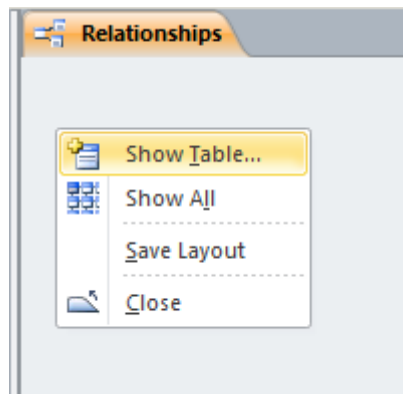 Relationships
Show Table...
Show All
Save Layout
Close